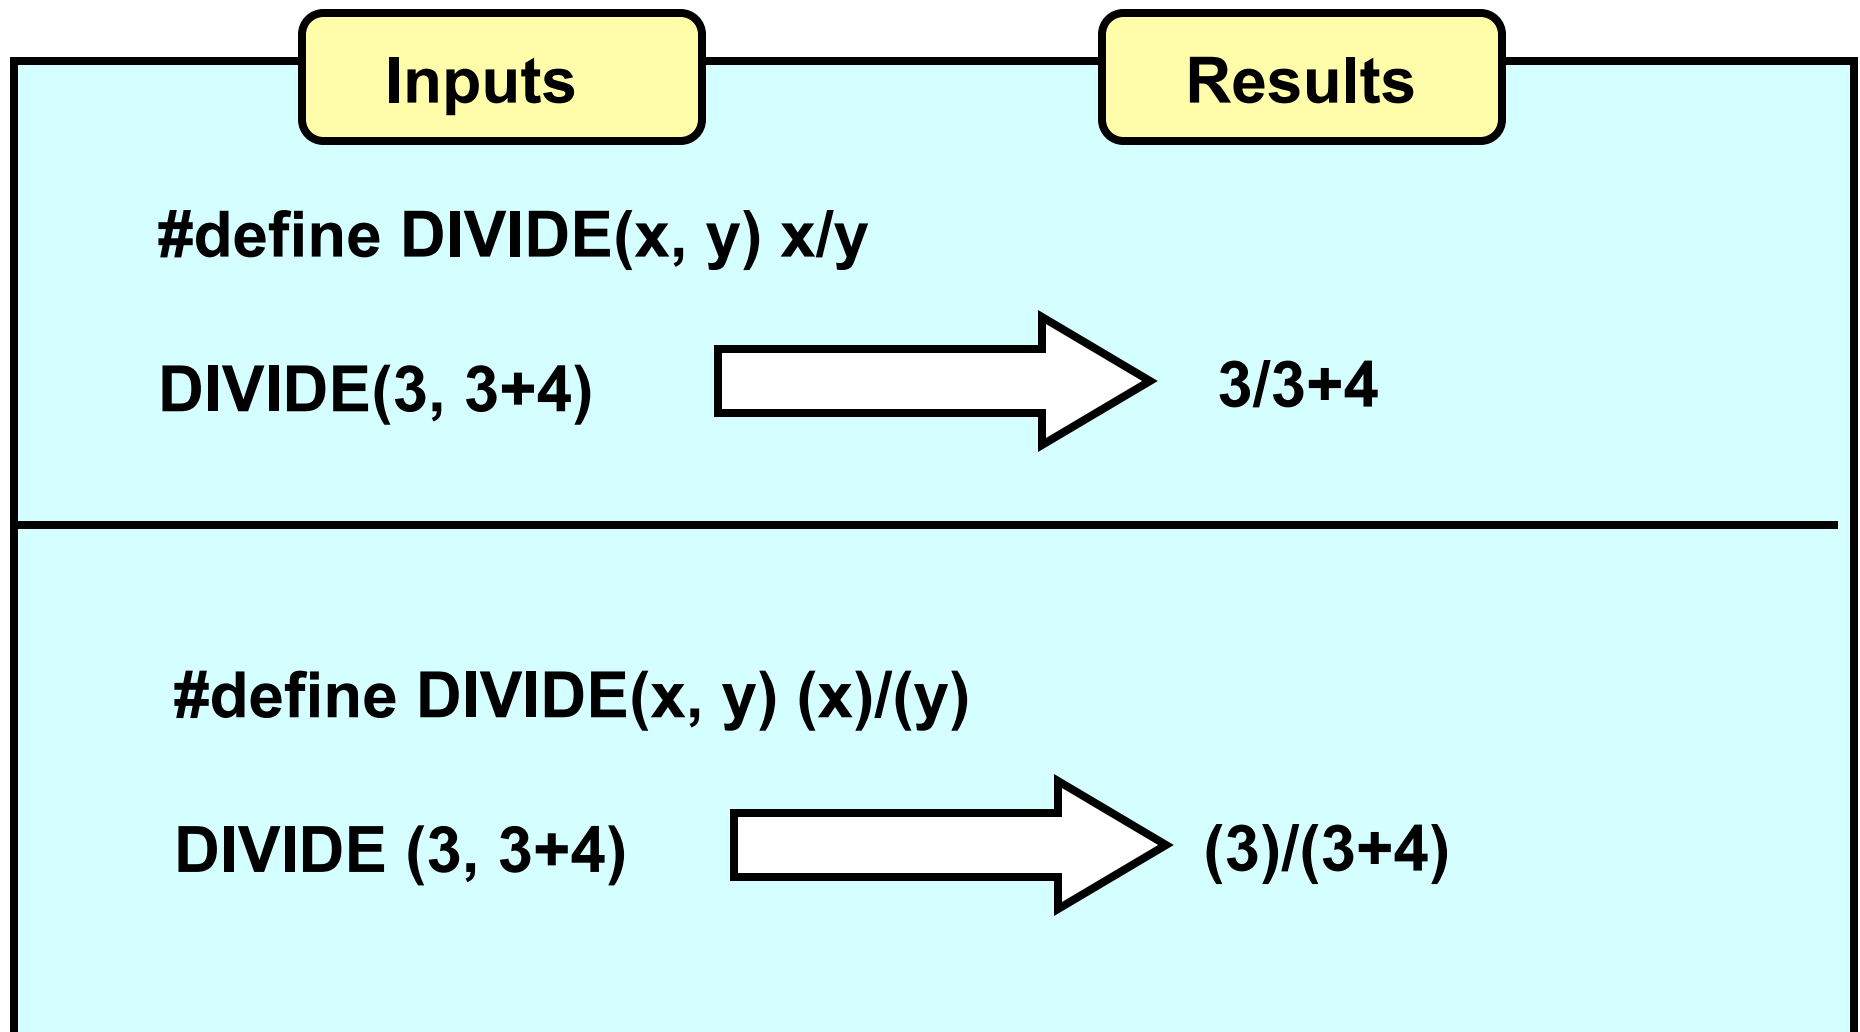 Inputs
Results
#define DIVIDE(x, y) x/y
DIVIDE(3, 3+4)
3/3+4
#define DIVIDE(x, y) (x)/(y)
DIVIDE (3, 3+4)
(3)/(3+4)